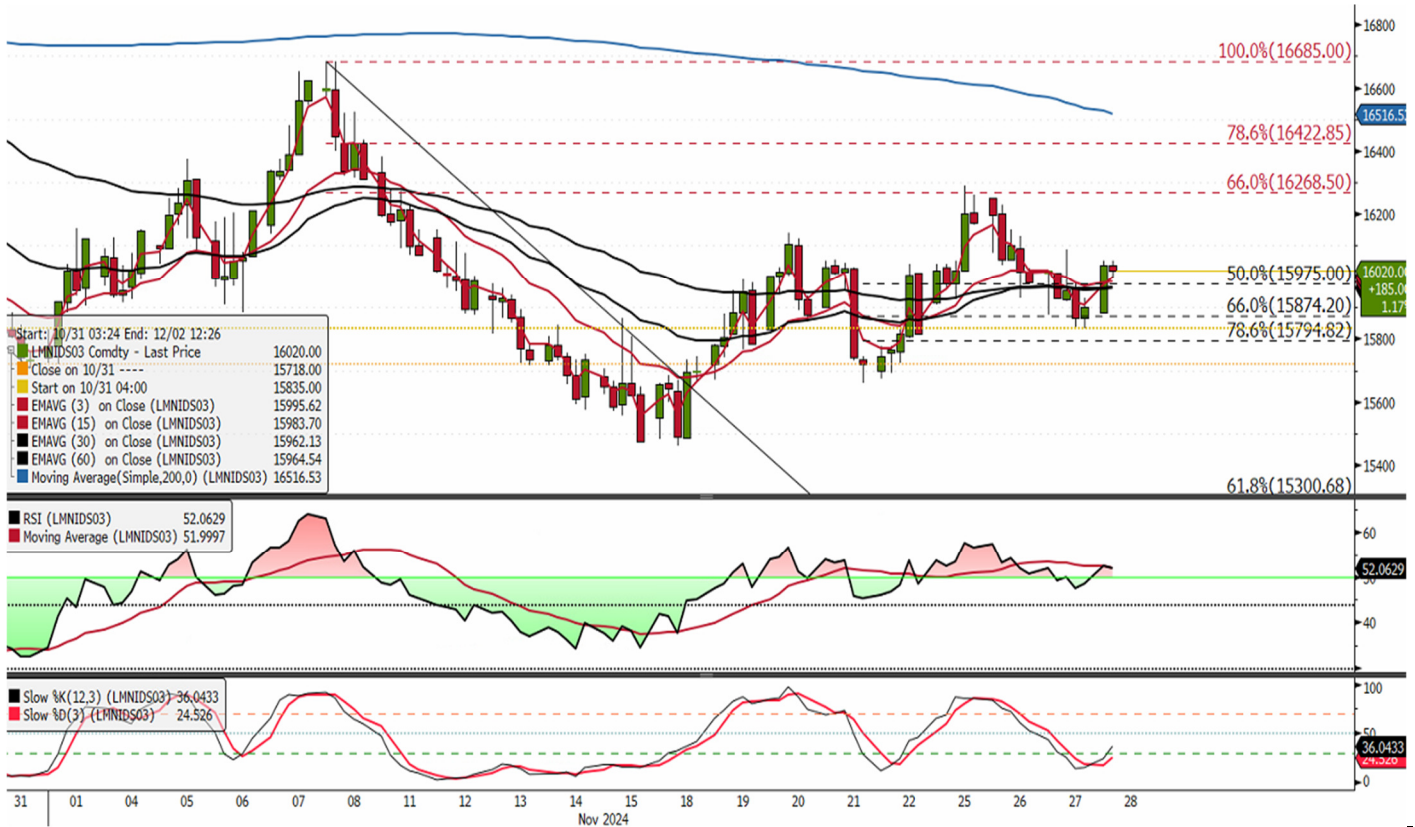 16800
100.0%(16685.00)
16600
16516.53
78.6%(16422.85)
16400
66.0%(16268.50)
16200
50.0%(15975.00)
16020.00
+185.00
1.17%
66.0%(15874.20)
78.6%(15794.82)
15800
15600
15400
61.8%(15300.68)
Start: 10/31 03:24 End: 12/02 12:26
LMNIDS03 Comdty - Last Price 16020.00
Close on 10/31 ---- 15718.00
Start on 10/31 04:00 15835.00
EMAVG (3) on Close (LMNIDS03) 15995.62
EMAVG (15) on Close (LMNIDS03) 15983.70
EMAVG (30) on Close (LMNIDS03) 15962.13
EMAVG (60) on Close (LMNIDS03) 15964.54
Moving Average(Simple,200,0) (LMNIDS03) 16516.53
RSI (LMNIDS03) 52.0629
Moving Average (LMNIDS03) 51.9997
60
52.0629
40
Slow %K(12,3) (LMNIDS03) 36.0433
Slow %D(3) (LMNIDS03) 24.526
100
50
36.0433
24.526
0
31 01 04 05 06 07 08 11 12 13 14 15 18 19 20 21 22 25 26 27 28
Nov 2024